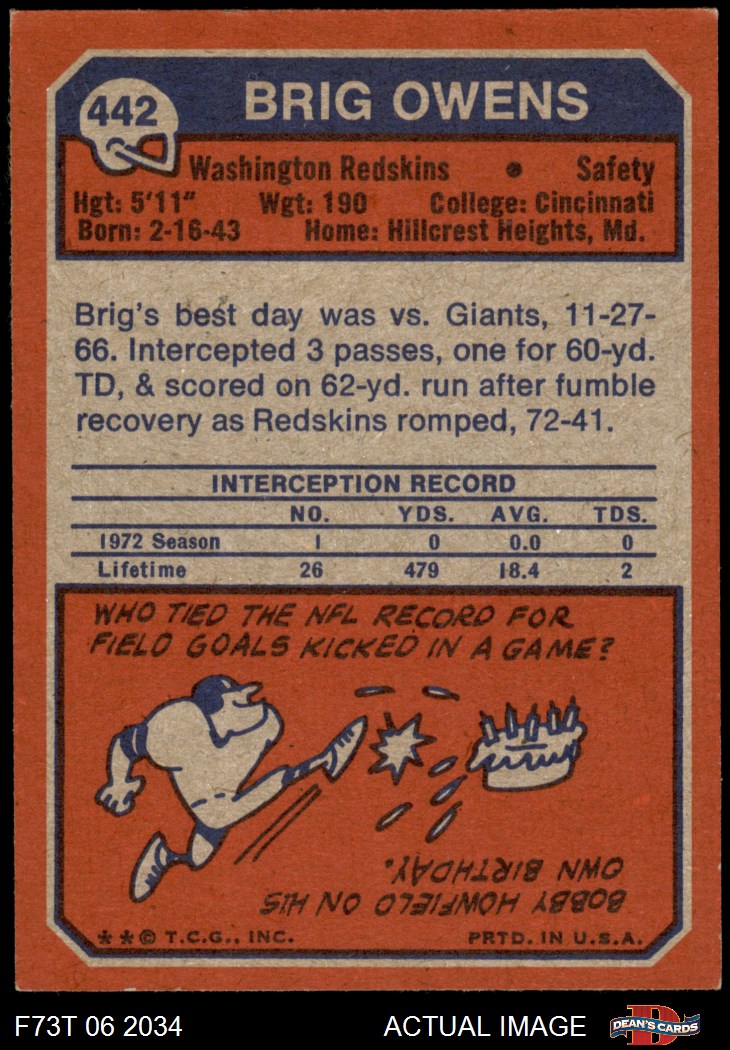 442
BRIG OWENS
Washington Redskins • Safety
Hgt: 5'11" Wgt: 190 College: Cincinnati
Born: 2-16-43 Home: Hillcrest Heights, Md.
Brig's best day was vs. Giants, 11-27-
66. Intercepted 3 passes, one for 60-yd.
TD, & scored on 62-yd. run after fumble
recovery as Redskins romped, 72-41.
INTERCEPTION RECORD
NO. YDS. AVG. TDS.
1972 Season 1 0 0.0 0
Lifetime 26 479 18.4 2
WHO TIED THE NFL RECORD FOR
FIELD GOALS KICKED IN A GAME?
BOBBY HOWFIELD ON HIS
OWN BIRTHDAY.
**© T.C.G., INC. PRTD. IN U.S.A.
F73T 06 2034 ACTUAL IMAGE D DEAN'S CARDS